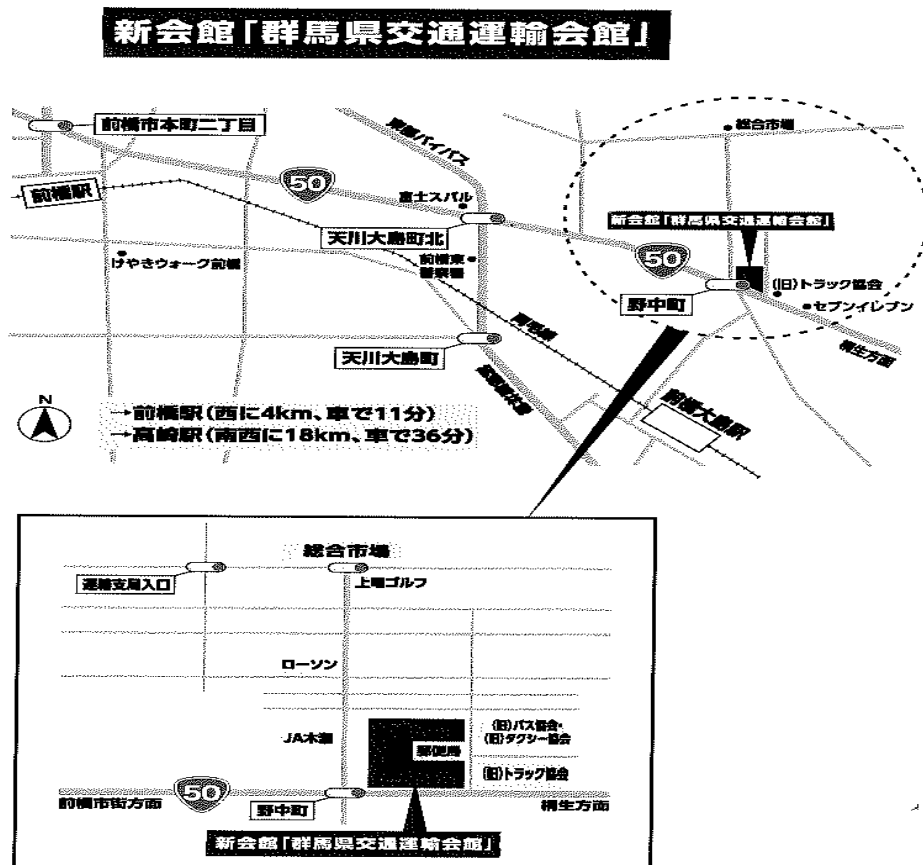 新会館「群馬県交通運輸会館」
前橋市本町二丁目
東部バイパス
総合市場
50
前橋駅
富士スバル
新会館「群馬県交通運輸会館」
天川大島町北
けやきウォーク前橋
前橋東
警察署
50
(旧)トラック協会
野中町
セブンイレブン
両毛線
桐生方面
天川大島町
N
前橋大島駅
→前橋駅(西に4km、車で11分)
→高崎駅(南西に18km、車で36分)
総合市場
運輸支局入口
上電ゴルフ
ローソン
JA木瀬
郵便局
(旧)バス協会・
(旧)タクシー協会
(旧)トラック協会
50
前橋市街方面
野中町
桐生方面
新会館「群馬県交通運輸会館」